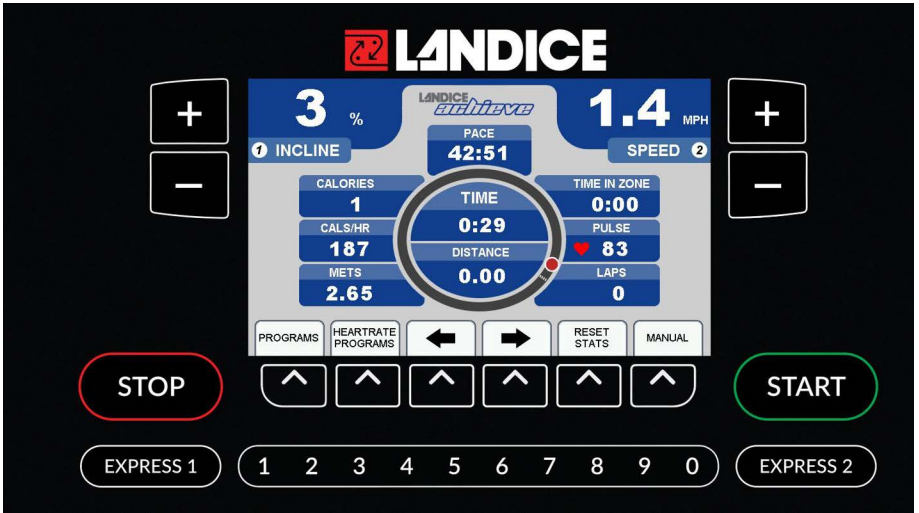 LANDICE
3 %
LANDICE
achieve
1.4 MPH
1 INCLINE
SPEED 2
PACE
42:51
CALORIES
1
CALS/HR
187
METS
2.65
TIME
0:29
DISTANCE
0.00
TIME IN ZONE
0:00
PULSE
83
LAPS
0
PROGRAMS
HEARTRATE
PROGRAMS
RESET
STATS
MANUAL
+
−
+
−
STOP
START
EXPRESS 1
1 2 3 4 5 6 7 8 9 0
EXPRESS 2